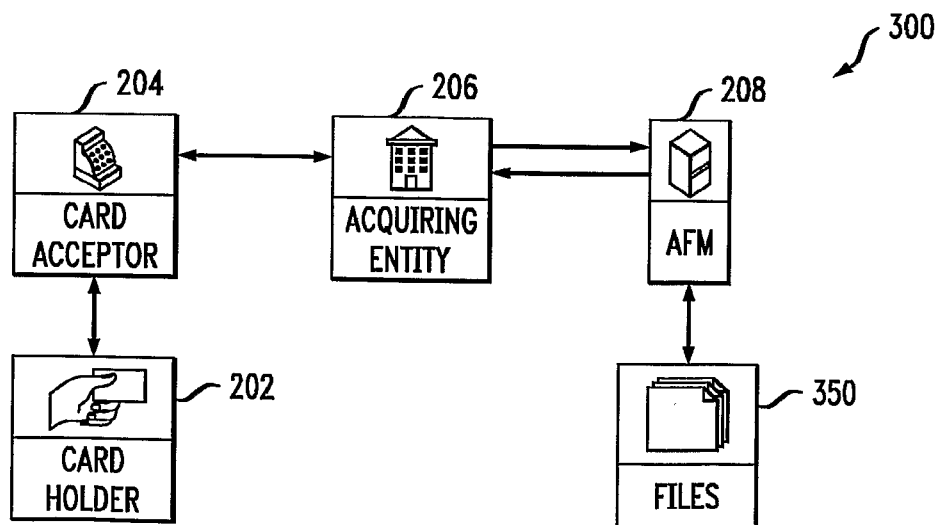 300
204
206
208
CARD
ACCEPTOR
ACQUIRING
ENTITY
AFM
202
350
CARD
HOLDER
FILES